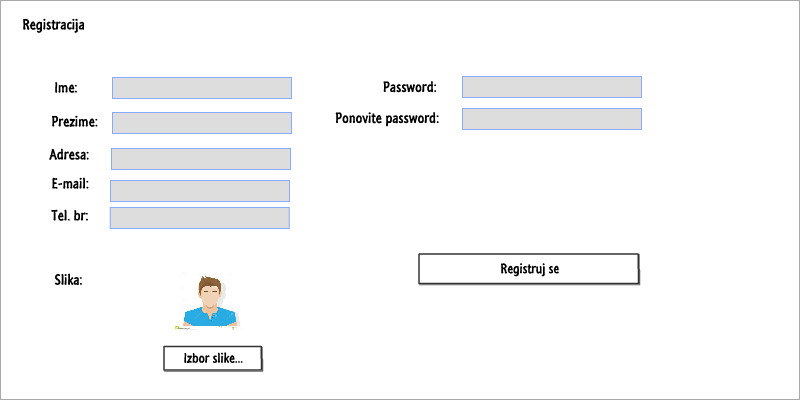 Registracija
Ime:
Prezime:
Adresa:
E-mail:
Tel. br:
Slika:
Izbor slike...
Password:
Ponovite password:
Registruj se